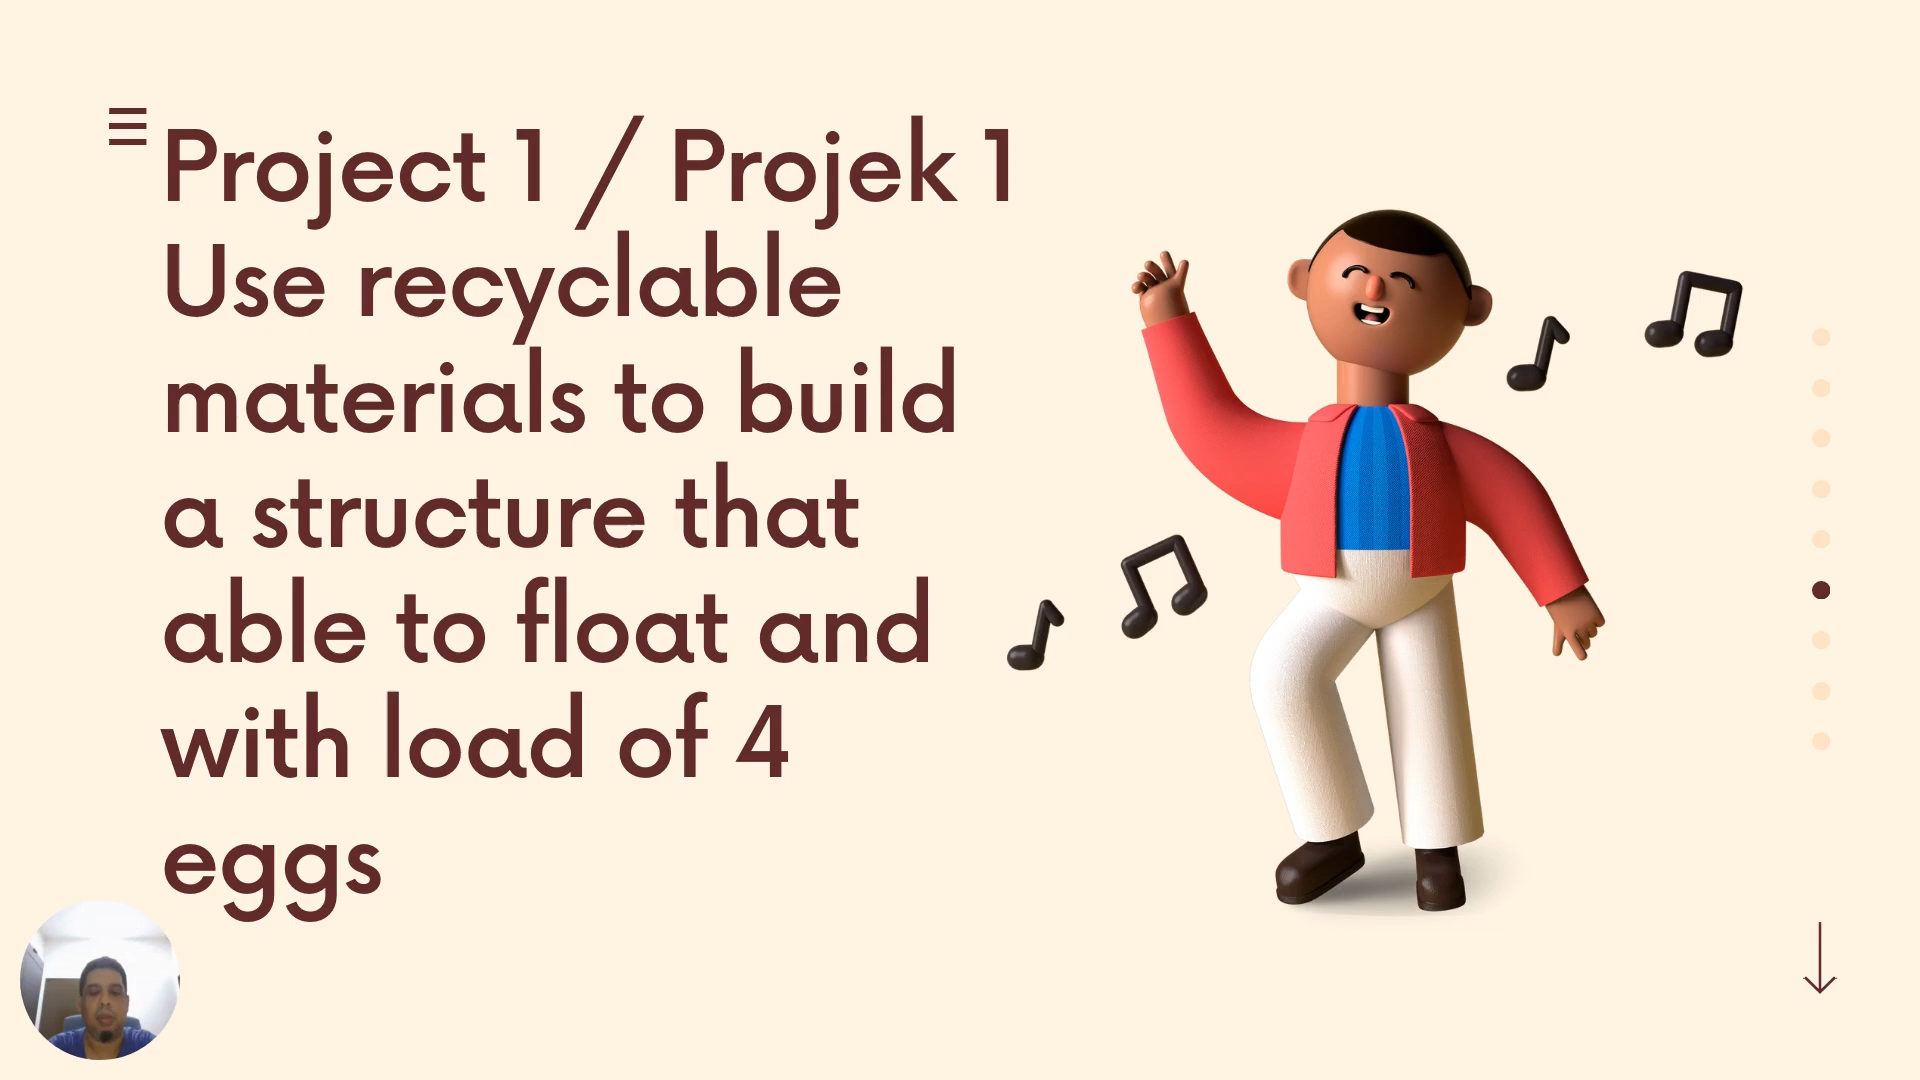 Project 1 / Projek 1
Use recyclable
materials to build
a structure that
able to float and
with load of 4
eggs